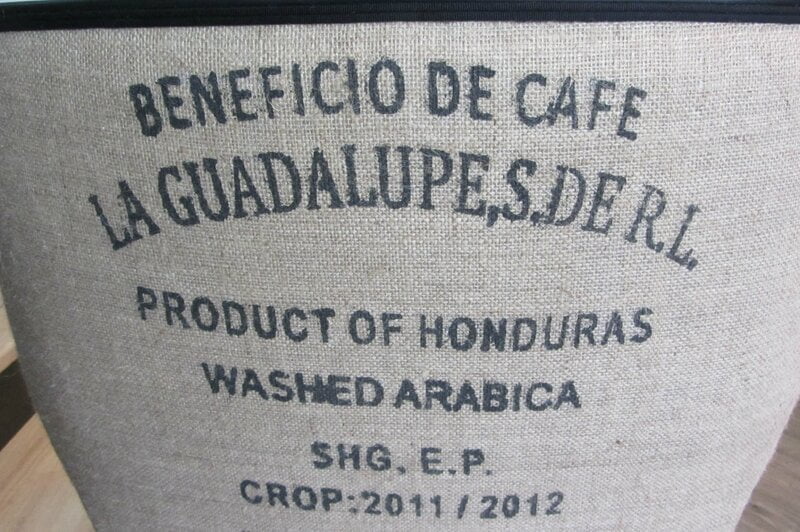 BENEFICIO DE CAFE
LA GUADALUPE,S.DE R.L.
PRODUCT OF HONDURAS
WASHED ARABICA
SHG. E.P.
CROP:2011/2012